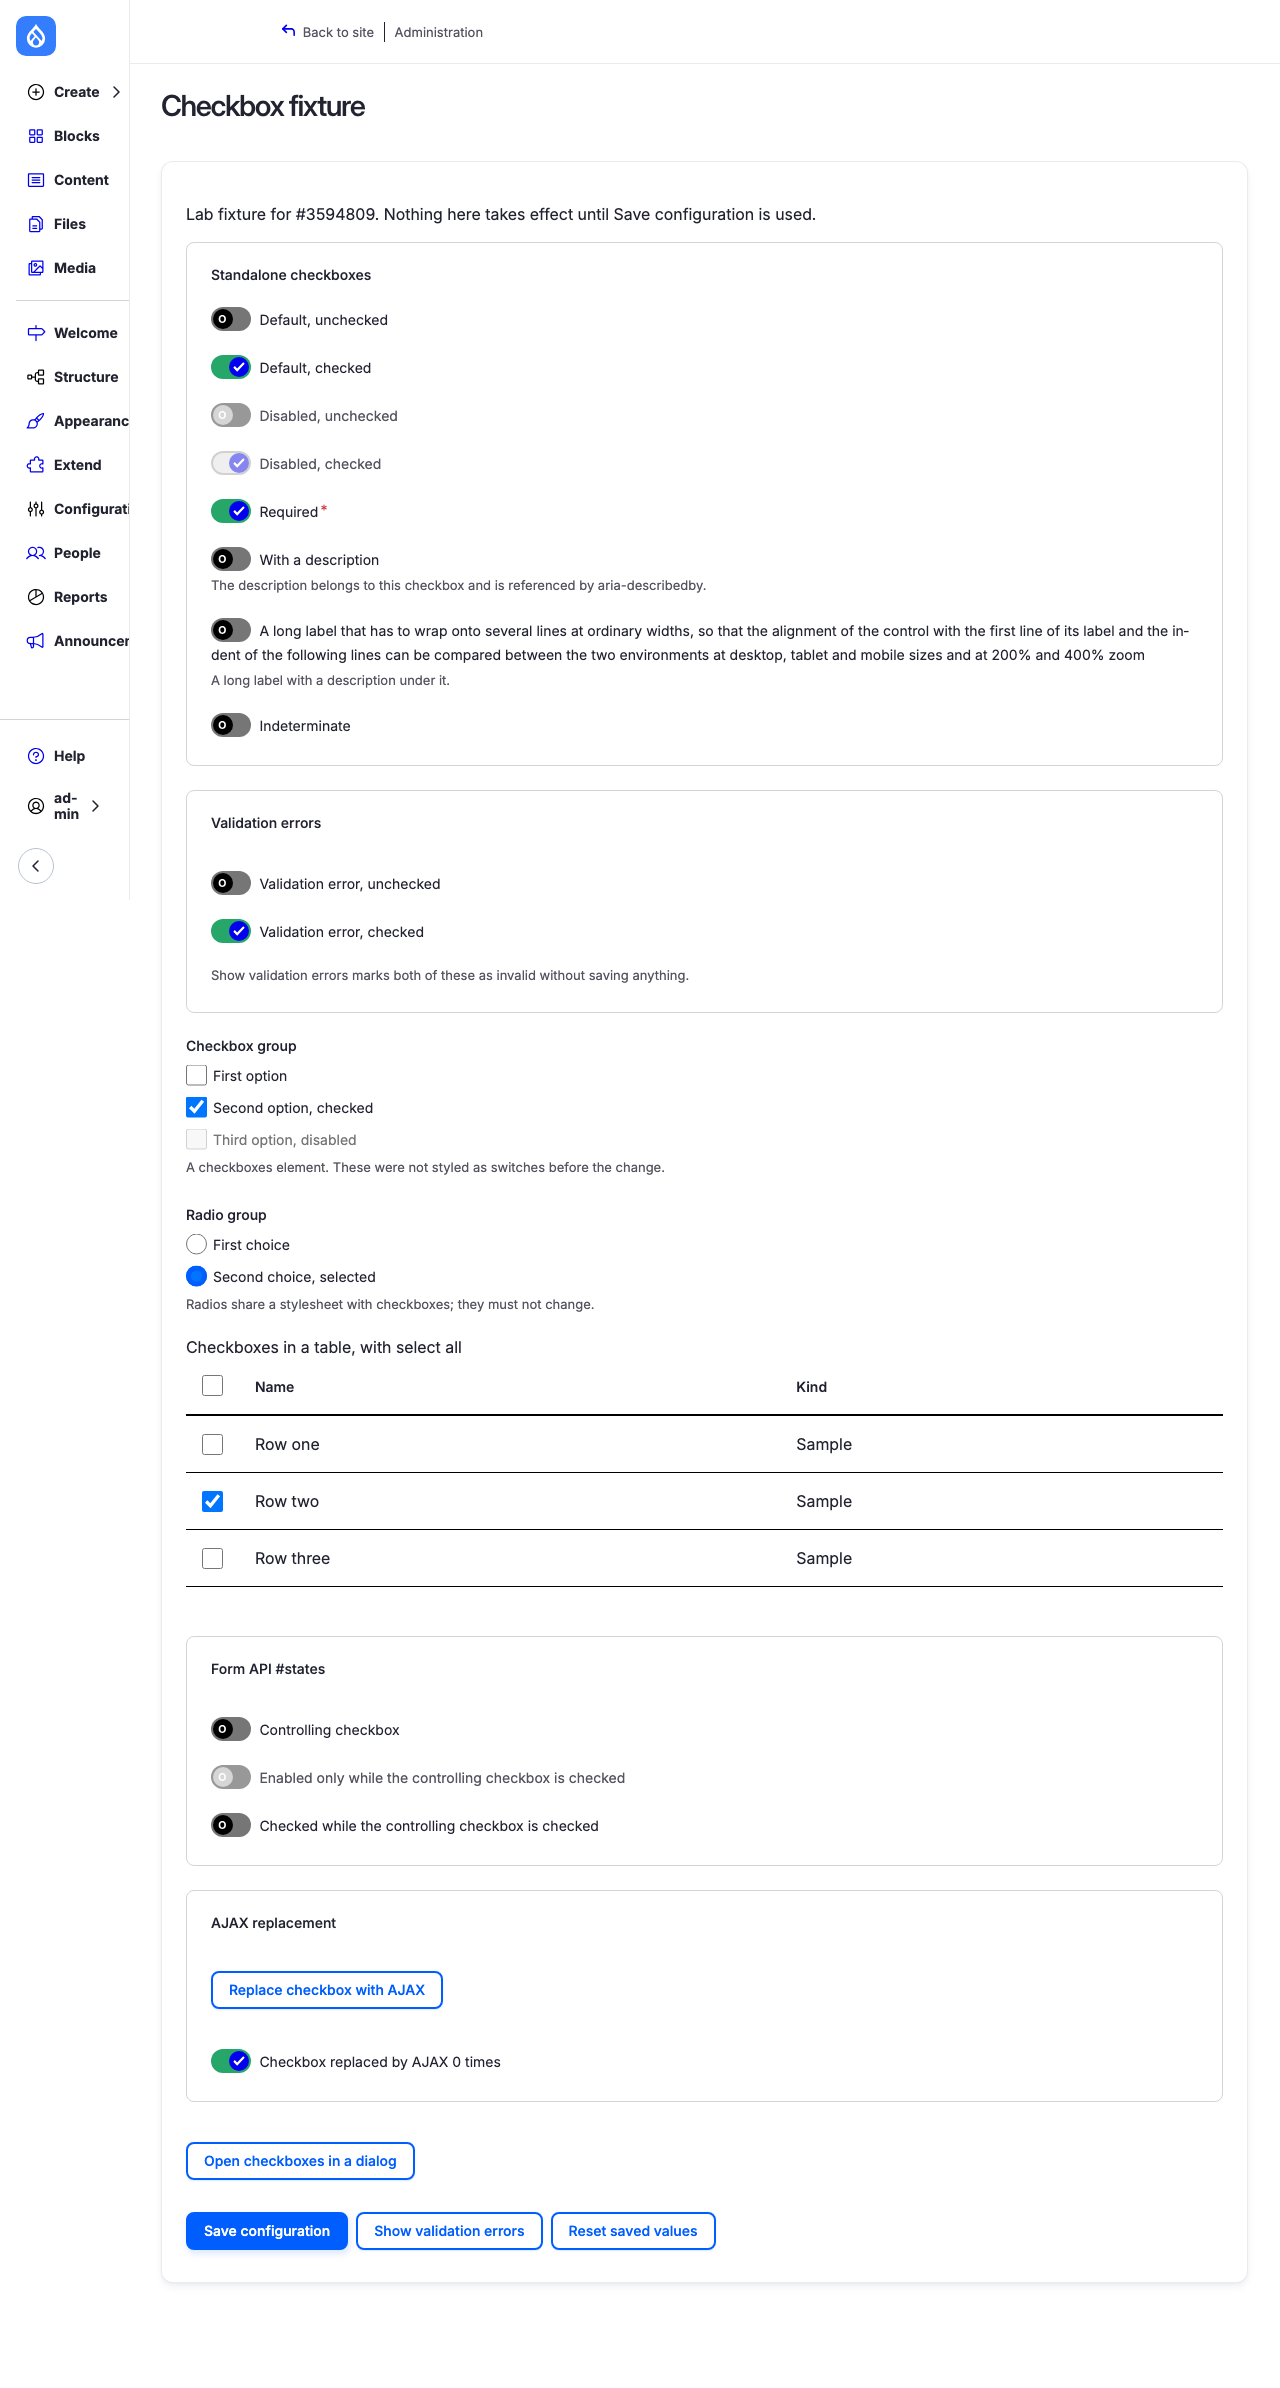 Back to site
Administration
Create
Blocks
Content
Files
Media
Welcome
Structure
Appearanc
Extend
Configurati
People
Reports
Announcer
Help
ad-
min
Checkbox fixture
Lab fixture for #3594809. Nothing here takes effect until Save configuration is used.
Standalone checkboxes
Default, unchecked
Default, checked
Disabled, unchecked
Disabled, checked
Required*
With a description
The description belongs to this checkbox and is referenced by aria-describedby.
A long label that has to wrap onto several lines at ordinary widths, so that the alignment of the control with the first line of its label and the in-
dent of the following lines can be compared between the two environments at desktop, tablet and mobile sizes and at 200% and 400% zoom
A long label with a description under it.
Indeterminate
Validation errors
Validation error, unchecked
Validation error, checked
Show validation errors marks both of these as invalid without saving anything.
Checkbox group
First option
Second option, checked
Third option, disabled
A checkboxes element. These were not styled as switches before the change.
Radio group
First choice
Second choice, selected
Radios share a stylesheet with checkboxes; they must not change.
Checkboxes in a table, with select all
Name Kind
Row one Sample
Row two Sample
Row three Sample
Form API #states
Controlling checkbox
Enabled only while the controlling checkbox is checked
Checked while the controlling checkbox is checked
AJAX replacement
Replace checkbox with AJAX
Checkbox replaced by AJAX 0 times
Open checkboxes in a dialog
Save configuration
Show validation errors
Reset saved values